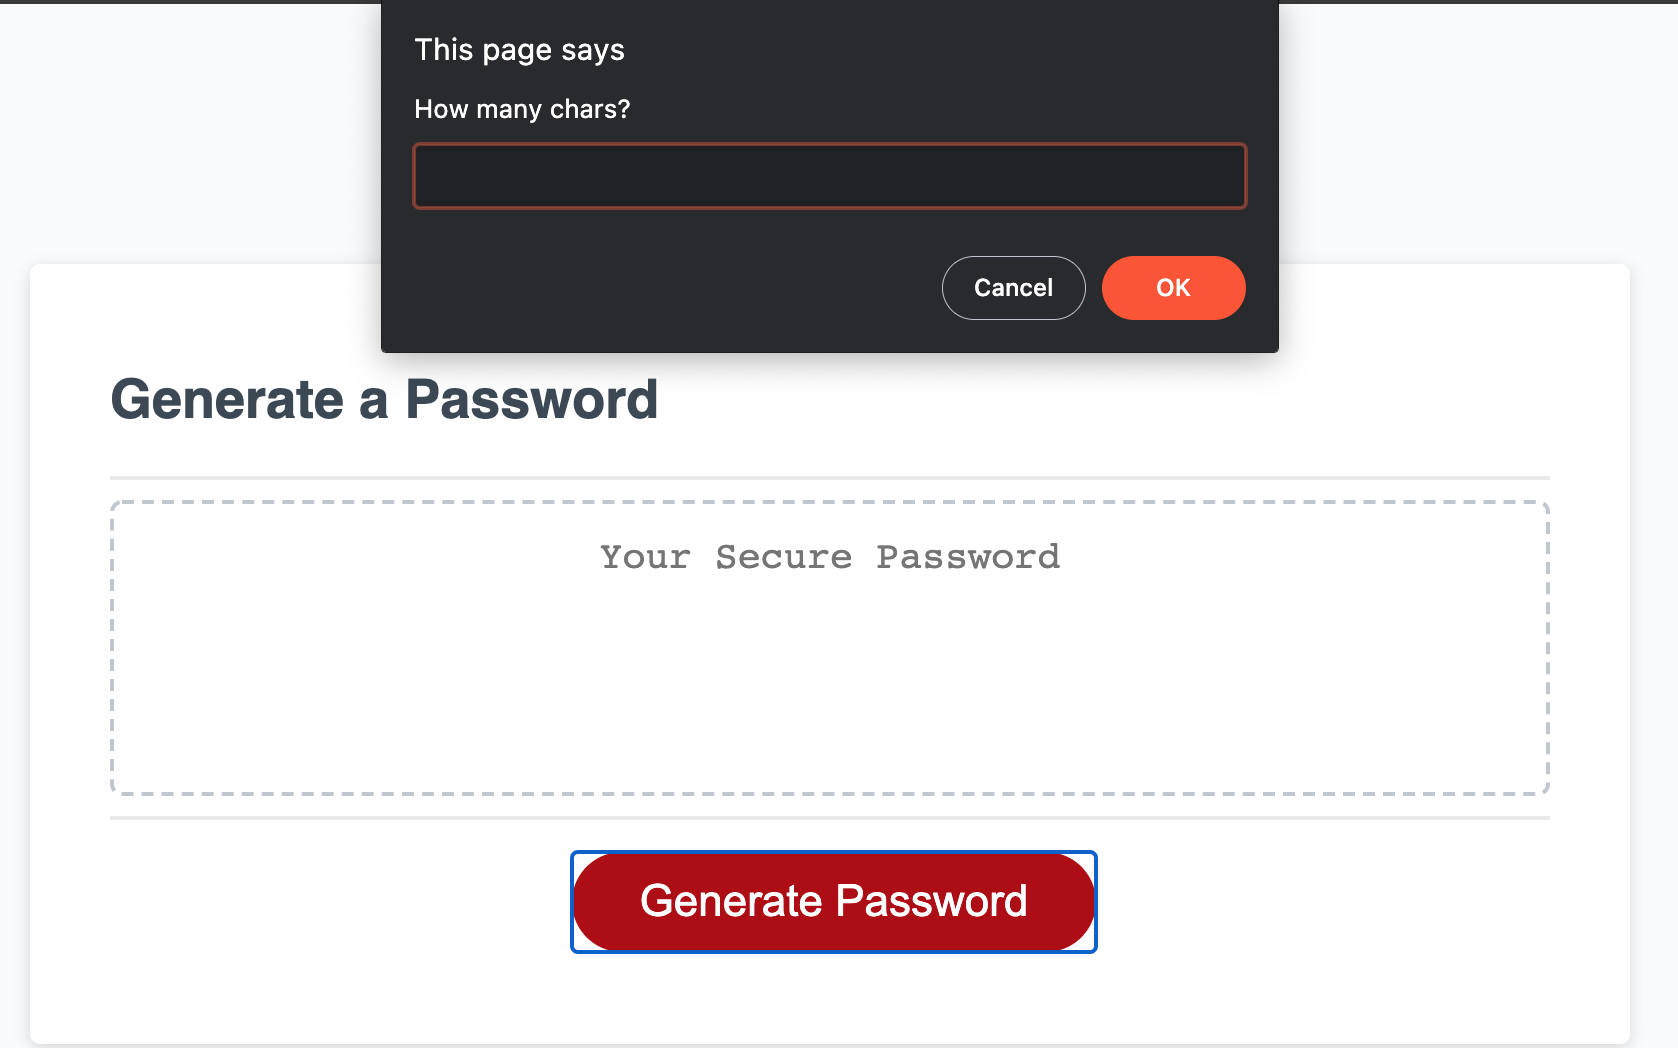 This page says
How many chars?
Cancel
OK
Generate a Password
Your Secure Password
Generate Password